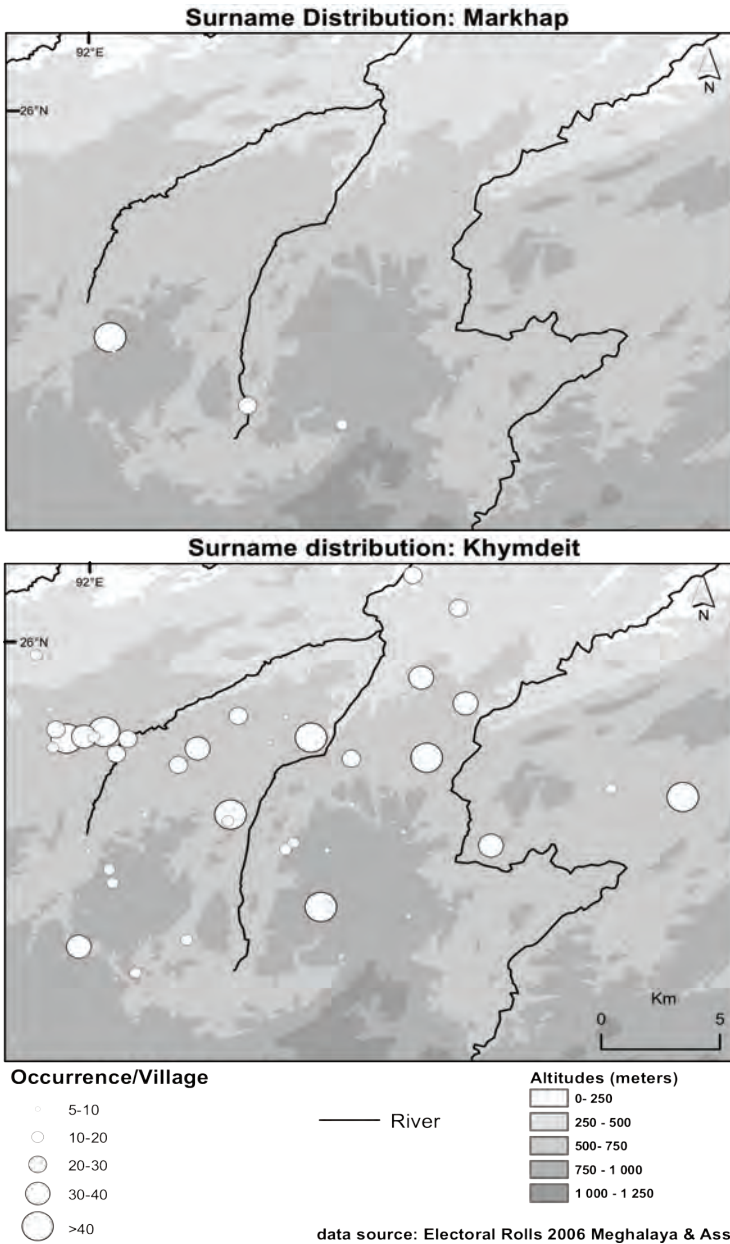 Surname Distribution: Markhap
92°E
26°N
N
Surname distribution: Khymdeit
92°E
26°N
N
Km
0 5
Occurrence/Village
5-10
10-20
20-30
30-40
>40
River
Altitudes (meters)
0- 250
250 - 500
500- 750
750 - 1 000
1 000 - 1 250
data source: Electoral Rolls 2006 Meghalaya & Ass